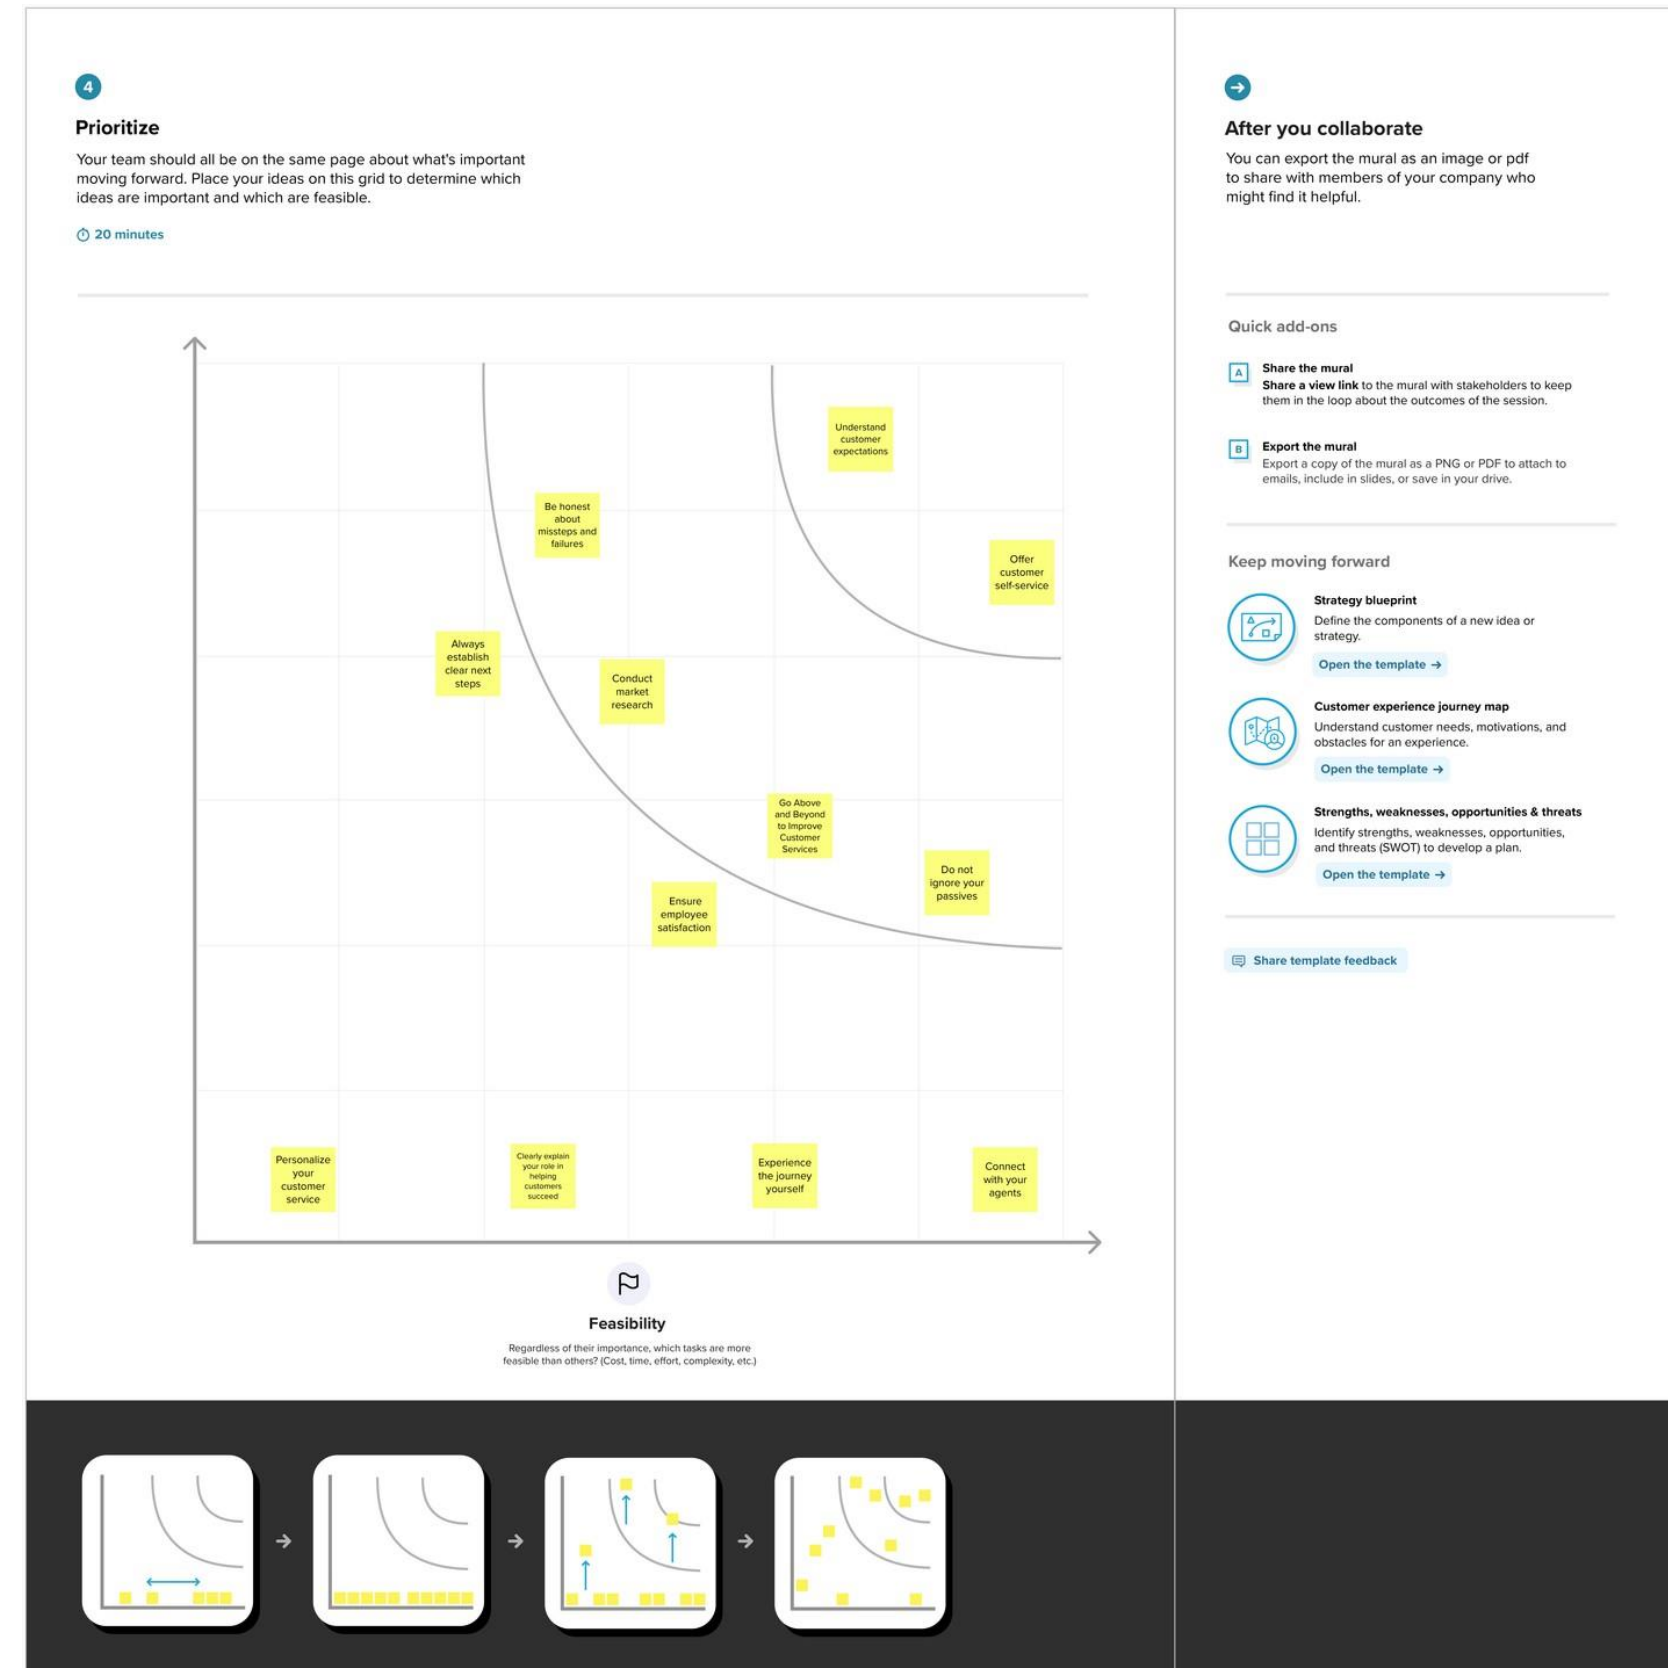 4
Prioritize
Your team should all be on the same page about what's important
moving forward. Place your ideas on this grid to determine which
ideas are important and which are feasible.
20 minutes
Understand
customer
expectations
Be honest
about
missteps and
failures
Offer
customer
self-service
Always
establish
clear next
steps
Conduct
market
research
Go Above
and Beyond
to Improve
Customer
Services
Do not
ignore your
passives
Ensure
employee
satisfaction
Personalize
your
customer
service
Clearly explain
your role in
helping
customers
succeed
Experience
the journey
yourself
Connect
with your
agents
Feasibility
Regardless of their importance, which tasks are more
feasible than others? (Cost, time, effort, complexity, etc.)
After you collaborate
You can export the mural as an image or pdf
to share with members of your company who
might find it helpful.
Quick add-ons
A
Share the mural
Share a view link to the mural with stakeholders to keep
them in the loop about the outcomes of the session.
B
Export the mural
Export a copy of the mural as a PNG or PDF to attach to
emails, include in slides, or save in your drive.
Keep moving forward
Strategy blueprint
Define the components of a new idea or
strategy.
Open the template →
Customer experience journey map
Understand customer needs, motivations, and
obstacles for an experience.
Open the template →
Strengths, weaknesses, opportunities & threats
Identify strengths, weaknesses, opportunities,
and threats (SWOT) to develop a plan.
Open the template →
Share template feedback